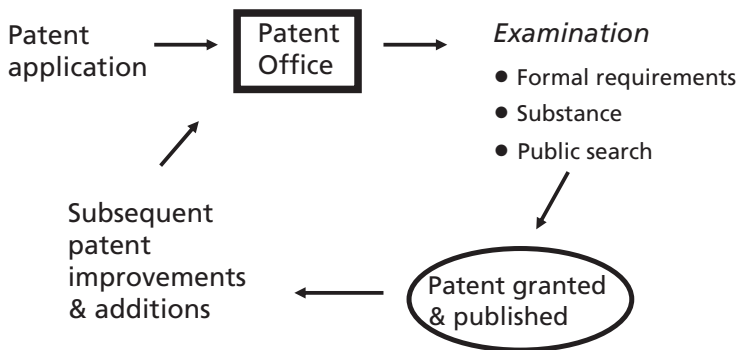 Patent
application
Patent
Office
Examination
● Formal requirements
● Substance
● Public search
Patent granted
& published
Subsequent
patent
improvements
& additions